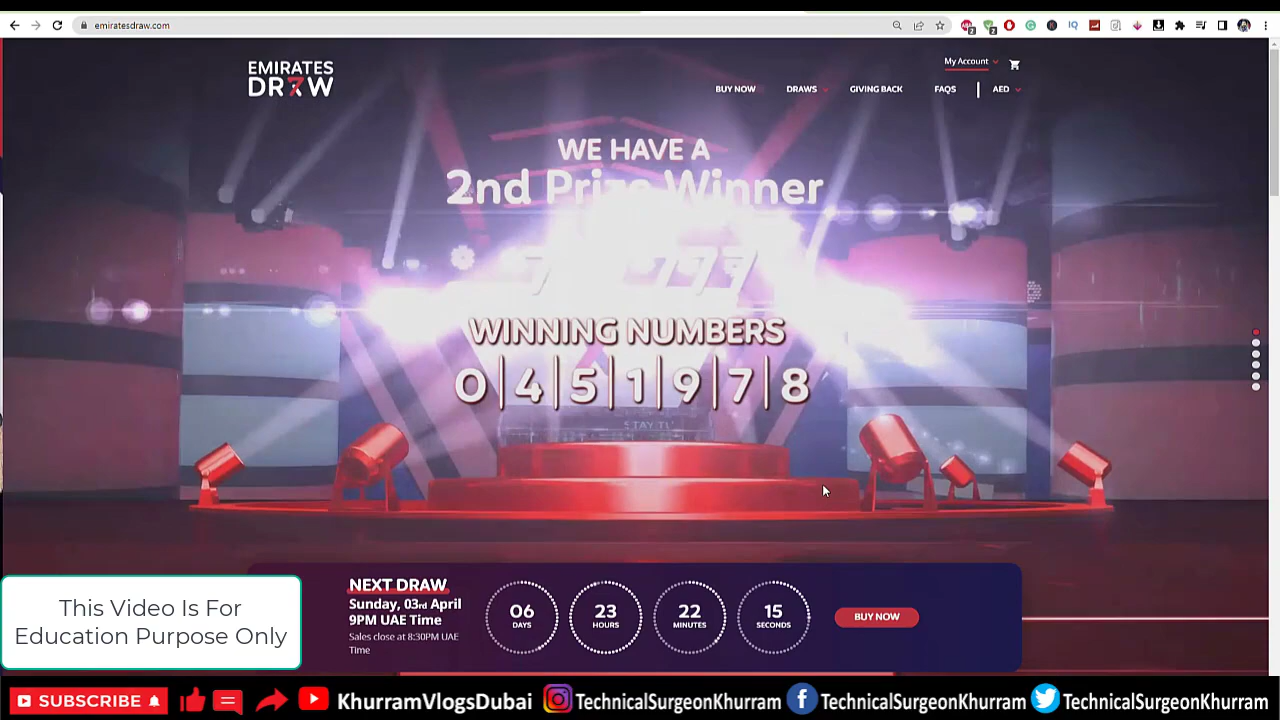 emiratesdraw.com
EMIRATES
DRAW
My Account
BUY NOW
DRAWS
GIVING BACK
FAQS
AED
WE HAVE A
2nd Prize Winner
WINNING NUMBERS
0|4|5|1|9|7|8
NEXT DRAW
Sunday, 03rd April
9PM UAE Time
Sales close at 8:30PM UAE
Time
06
DAYS
23
HOURS
22
MINUTES
15
SECONDS
BUY NOW
This Video Is For
Education Purpose Only
SUBSCRIBE
KhurramVlogsDubai
TechnicalSurgeonKhurram
TechnicalSurgeonKhurram
TechnicalSurgeonKhurram